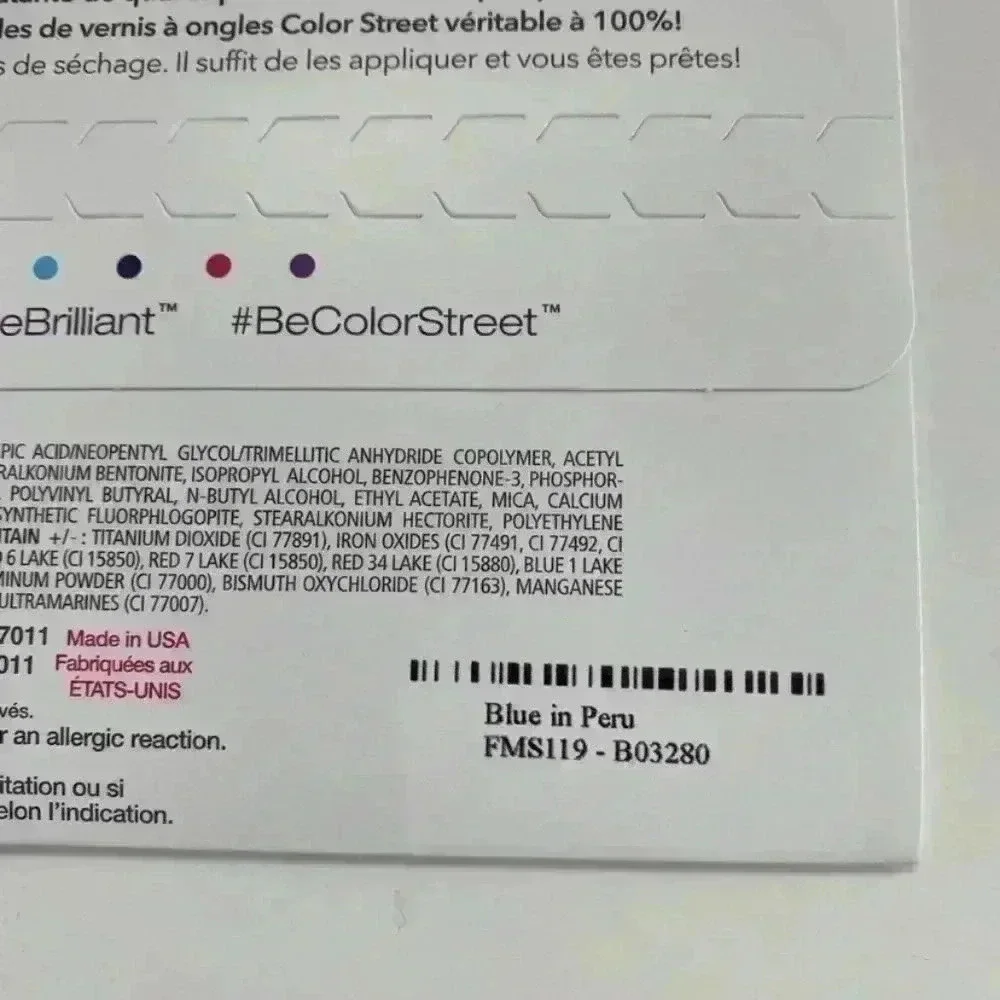 les de vernis à ongles Color Street véritable à 100%!
s de séchage. Il suffit de les appliquer et vous êtes prêtes!
eBrilliant™ #BeColorStreet™
PIC ACID/NEOPENTYL GLYCOL/TRIMELLITIC ANHYDRIDE COPOLYMER, ACETYL
RALKONIUM BENTONITE, ISOPROPYL ALCOHOL, BENZOPHENONE-3, PHOSPHOR-
, POLYVINYL BUTYRAL, N-BUTYL ALCOHOL, ETHYL ACETATE, MICA, CALCIUM
SYNTHETIC FLUORPHLOGOPITE, STEARALKONIUM HECTORITE, POLYETHYLENE
TAIN +/- : TITANIUM DIOXIDE (CI 77891), IRON OXIDES (CI 77491, CI 77492, CI
6 LAKE (CI 15850), RED 7 LAKE (CI 15850), RED 34 LAKE (CI 15880), BLUE 1 LAKE
MINUM POWDER (CI 77000), BISMUTH OXYCHLORIDE (CI 77163), MANGANESE
ULTRAMARINES (CI 77007).
7011 Made in USA
011 Fabriquées aux
ÉTATS-UNIS
vés.
r an allergic reaction.
itation ou si
elon l'indication.
Blue in Peru
FMS119 - B03280